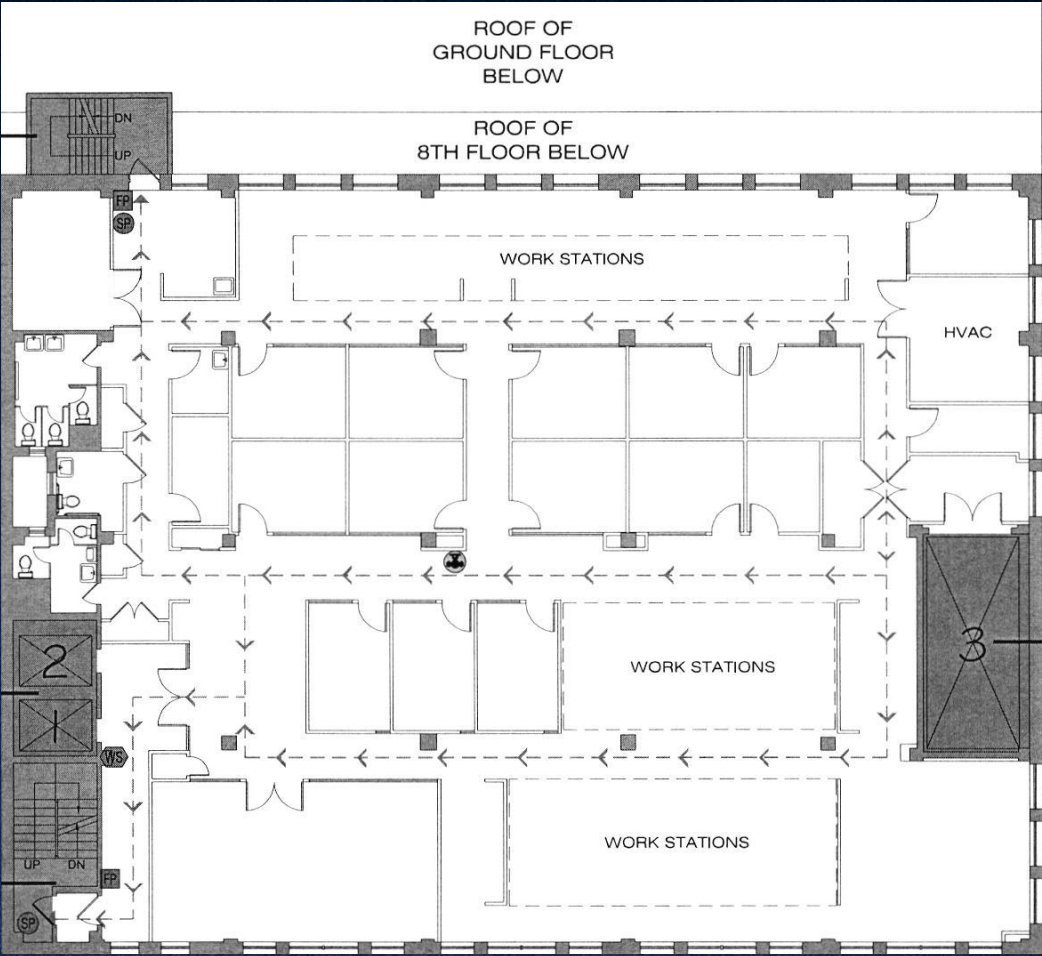 ROOF OF
GROUND FLOOR
BELOW
ROOF OF
8TH FLOOR BELOW
DN
UP
FP
SP
WORK STATIONS
HVAC
2
3
WORK STATIONS
1
WS
WORK STATIONS
UP
DN
FP
SP